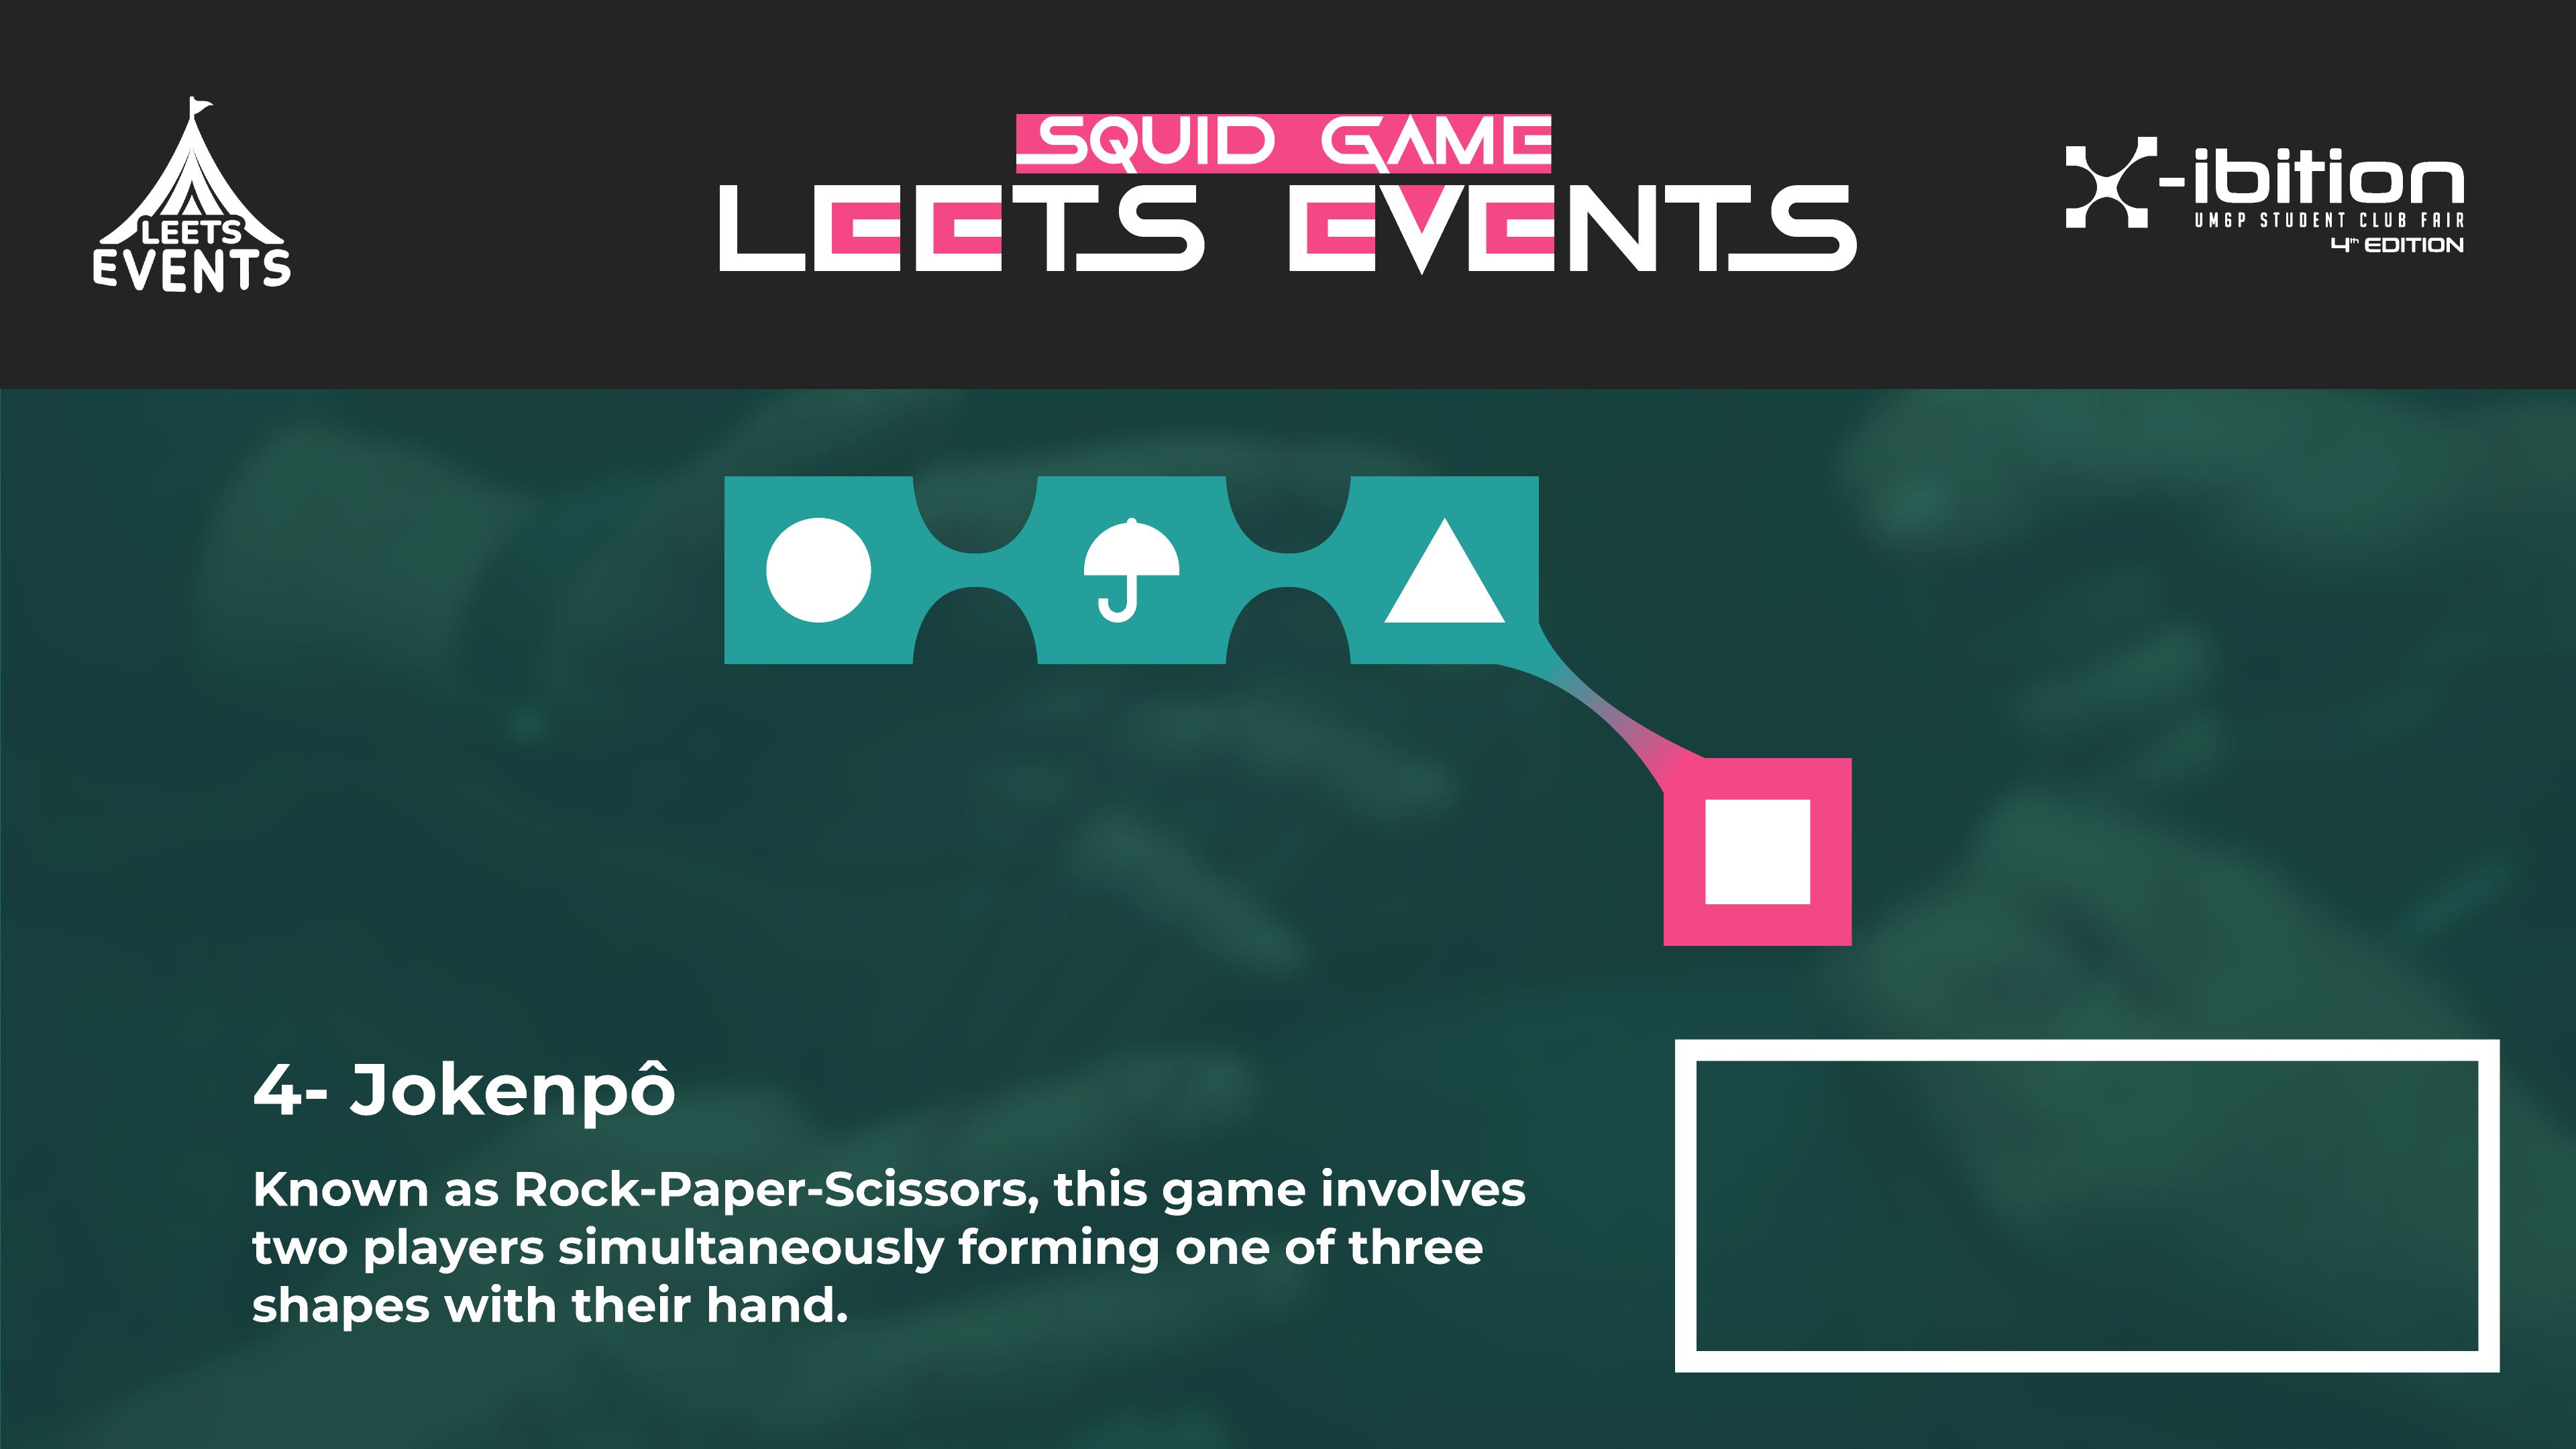 LEETS
EVENTS
SQUID GAME
LEETS EVENTS
X-ibition
UM6P STUDENT CLUB FAIR
4th EDITION
4- Jokenpô
Known as Rock-Paper-Scissors, this game involves
two players simultaneously forming one of three
shapes with their hand.